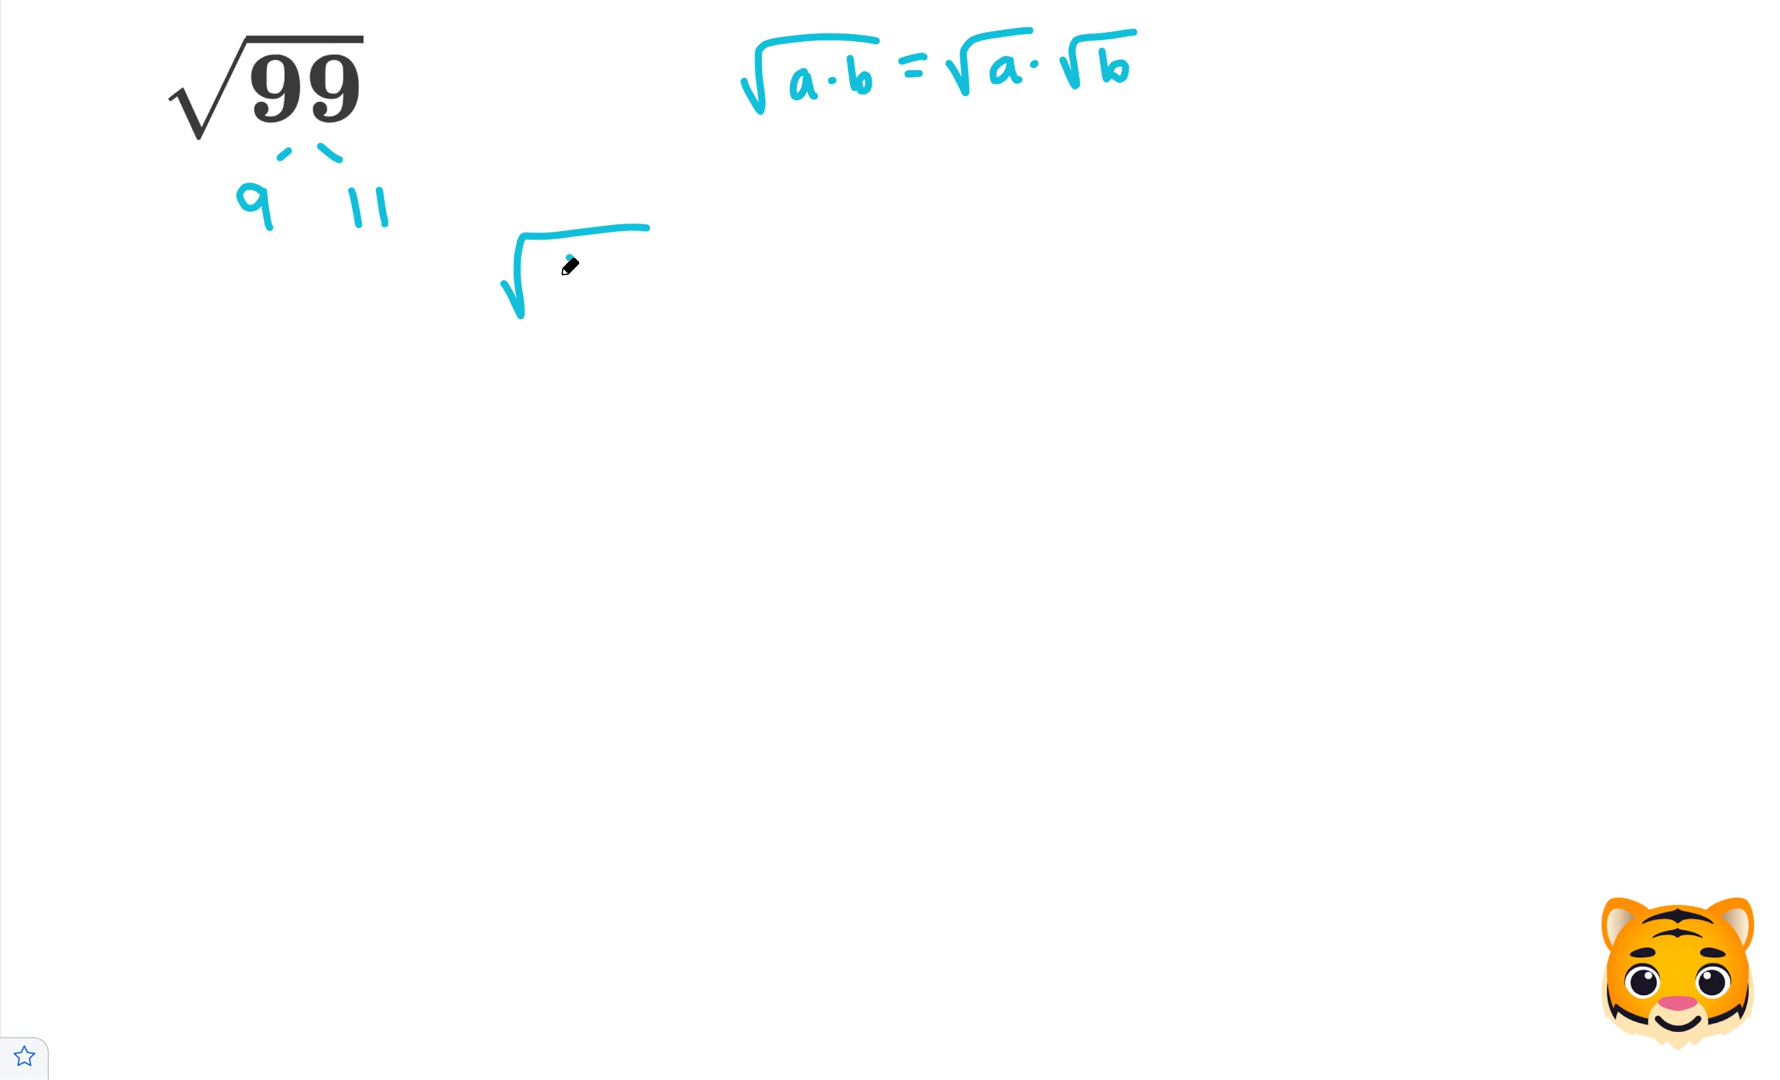 √99
√a·b = √a · √b
9 11
√